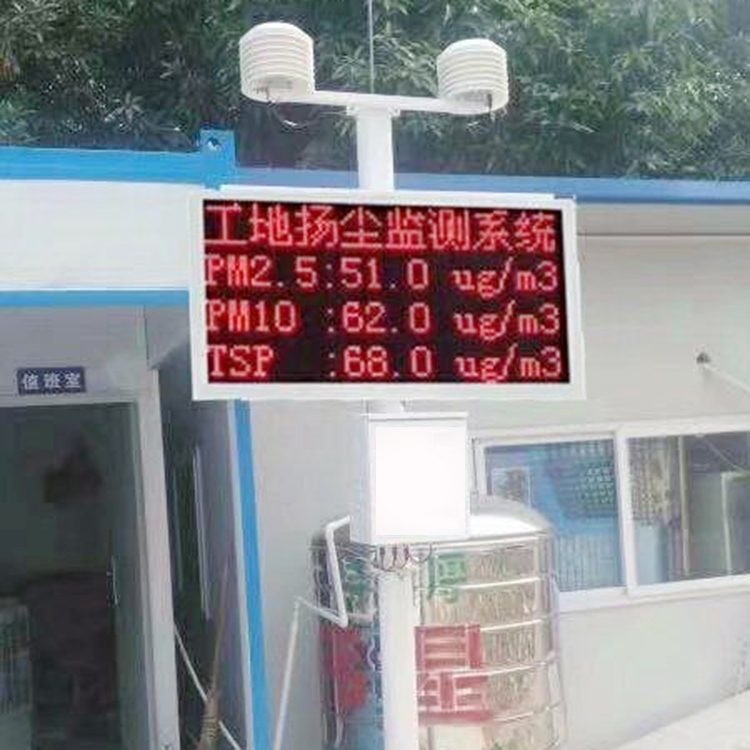 工地扬尘监测系统
PM2.5:51.0 ug/m3
PM10 :62.0 ug/m3
TSP :68.0 ug/m3
值班室